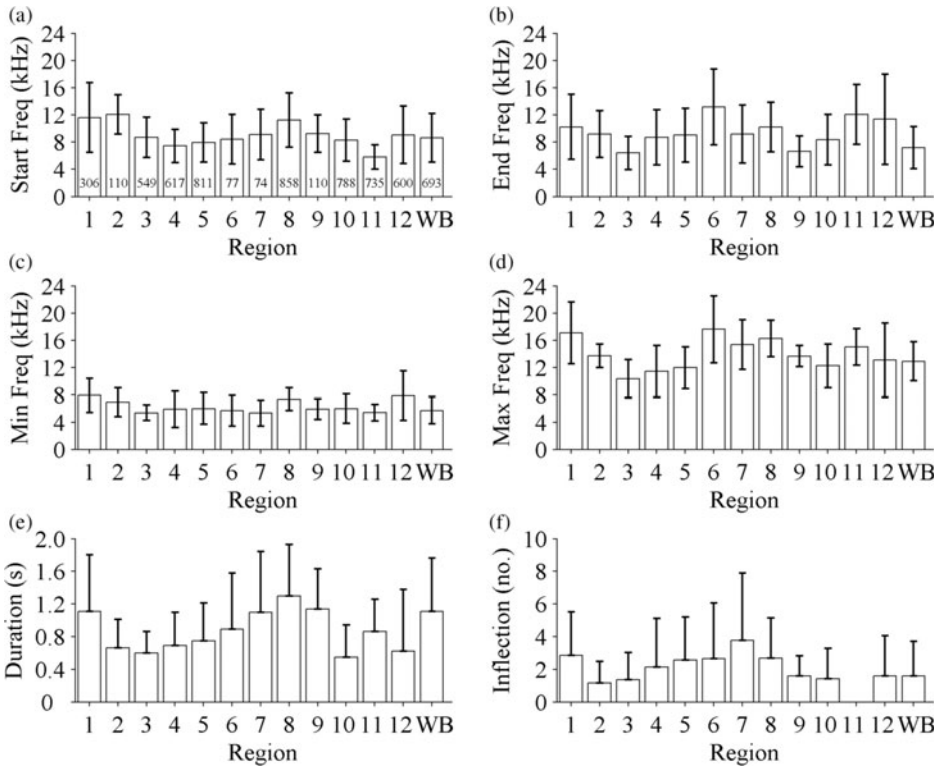 (a)
Start Freq (kHz)
24
20
16
12
8
4
0
306 110 549 617 811 77 74 858 110 788 735 600 693
1 2 3 4 5 6 7 8 9 10 11 12 WB
Region
(b)
End Freq (kHz)
24
20
16
12
8
4
0
1 2 3 4 5 6 7 8 9 10 11 12 WB
Region
(c)
Min Freq (kHz)
24
20
16
12
8
4
0
1 2 3 4 5 6 7 8 9 10 11 12 WB
Region
(d)
Max Freq (kHz)
24
20
16
12
8
4
0
1 2 3 4 5 6 7 8 9 10 11 12 WB
Region
(e)
Duration (s)
2.0
1.6
1.2
0.8
0.4
0
1 2 3 4 5 6 7 8 9 10 11 12 WB
Region
(f)
Inflection (no.)
10
8
6
4
2
0
1 2 3 4 5 6 7 8 9 10 11 12 WB
Region